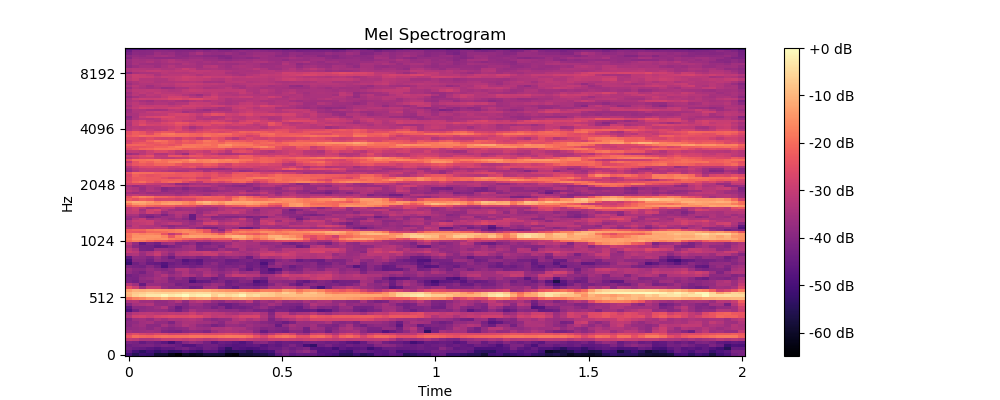 Mel Spectrogram
8192
4096
2048
1024
512
0
Hz
0
0.5
1
1.5
2
Time
+0 dB
-10 dB
-20 dB
-30 dB
-40 dB
-50 dB
-60 dB